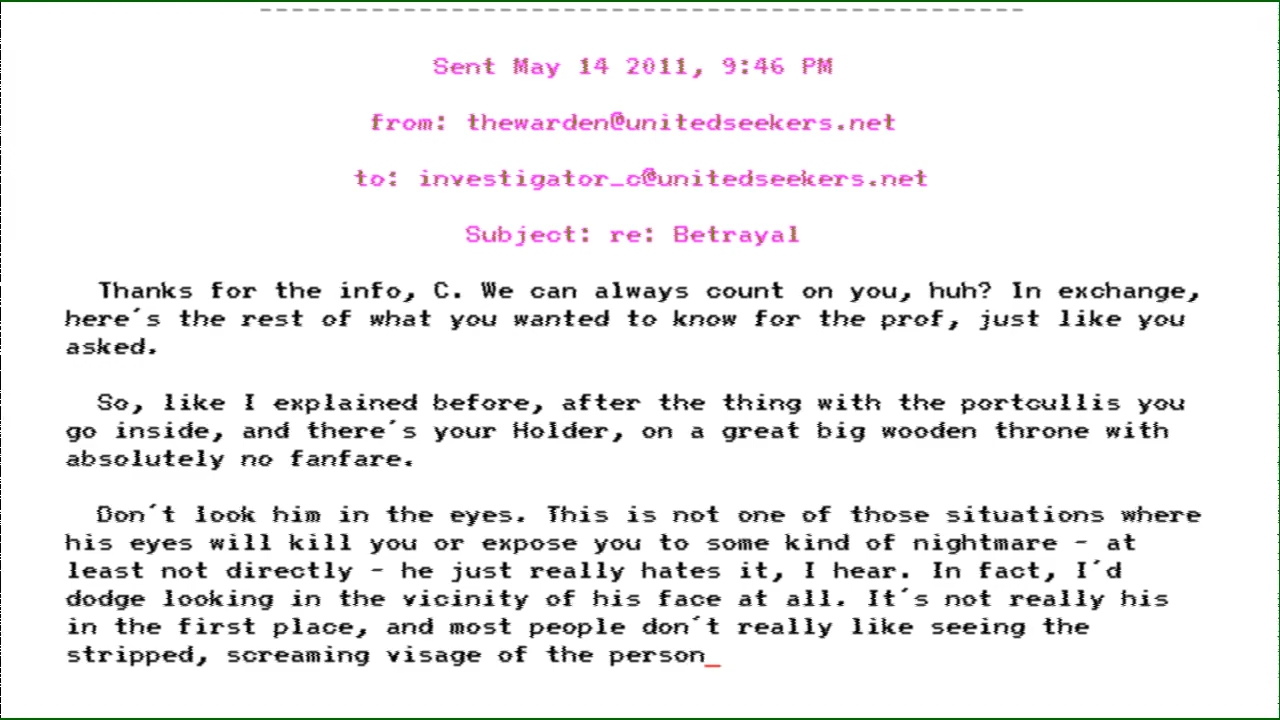 ------------------------------------------------
Sent May 14 2011, 9:46 PM
from: thewarden@unitedseekers.net
to: investigator_c@unitedseekers.net
Subject: re: Betrayal
Thanks for the info, C. We can always count on you, huh? In exchange,
here's the rest of what you wanted to know for the prof, just like you
asked.
So, like I explained before, after the thing with the portcullis you
go inside, and there's your Holder, on a great big wooden throne with
absolutely no fanfare.
Don't look him in the eyes. This is not one of those situations where
his eyes will kill you or expose you to some kind of nightmare - at
least not directly - he just really hates it, I hear. In fact, I'd
dodge looking in the vicinity of his face at all. It's not really his
in the first place, and most people don't really like seeing the
stripped, screaming visage of the person_